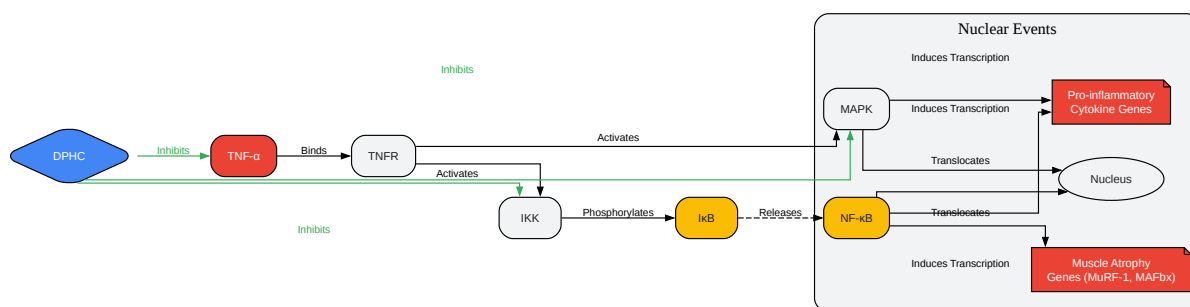 Nuclear Events
Induces Transcription
Inhibits
Pro-inflammatory
Cytokine Genes
MAPK
Induces Transcription
Activates
DPHC
Inhibits
TNF-α
Binds
TNFR
Translocates
Activates
Nucleus
IKK
Phosphorylates
IκB
Releases
NF-κB
Translocates
Inhibits
Induces Transcription
Muscle Atrophy
Genes (MuRF-1, MAFbx)